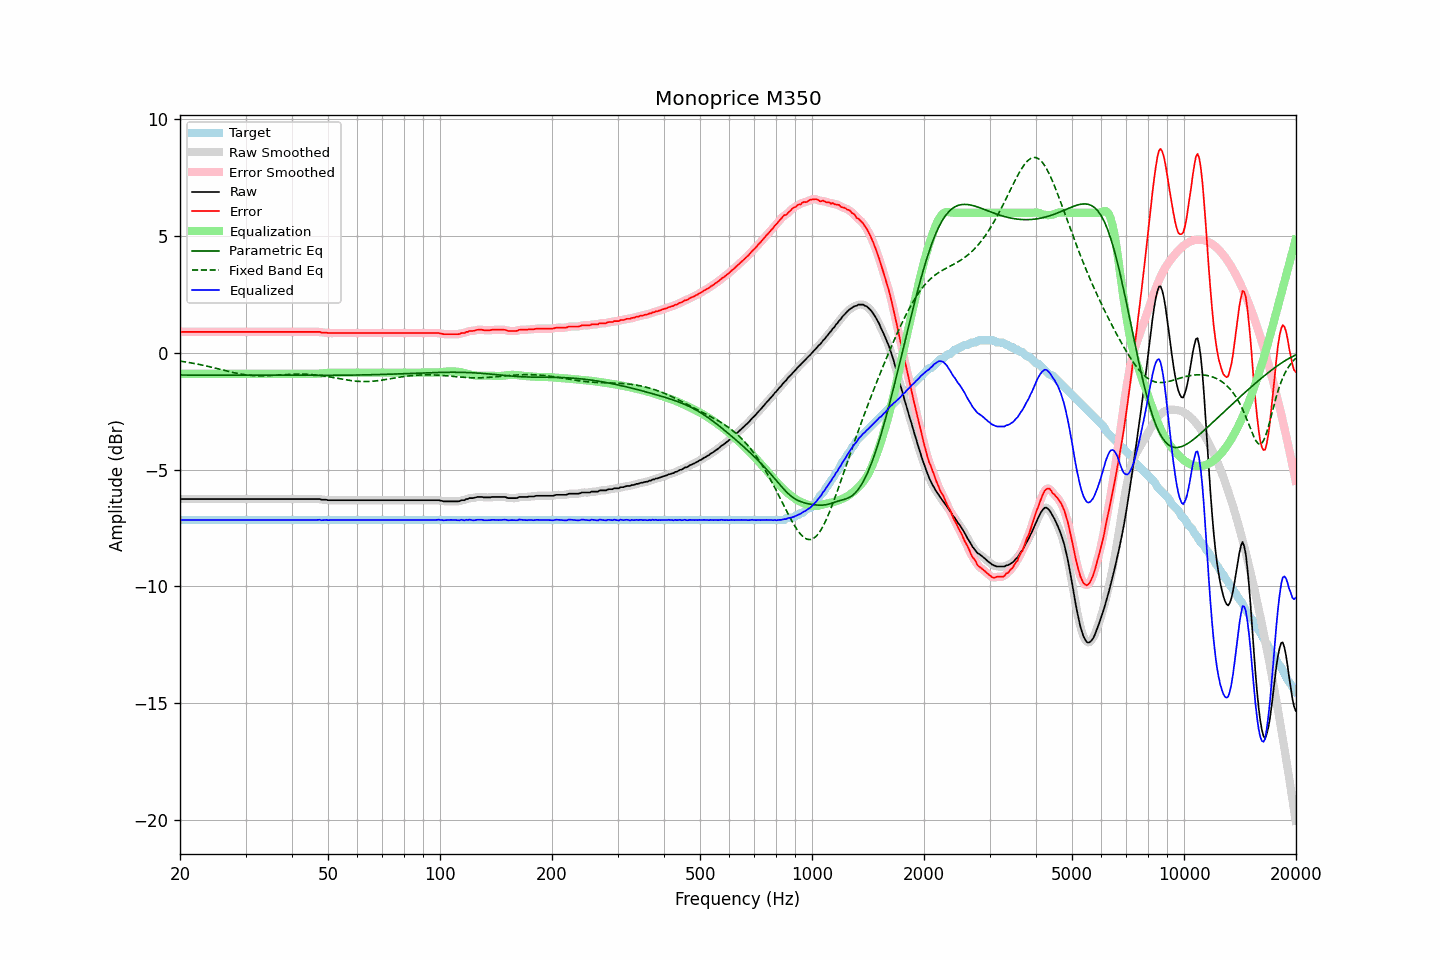 Monoprice M350
10
5
0
−5
−10
−15
−20
Amplitude (dBr)
Target
Raw Smoothed
Error Smoothed
Raw
Error
Equalization
Parametric Eq
Fixed Band Eq
Equalized
20 50 100 200 500 1000 2000 5000 10000 20000
Frequency (Hz)